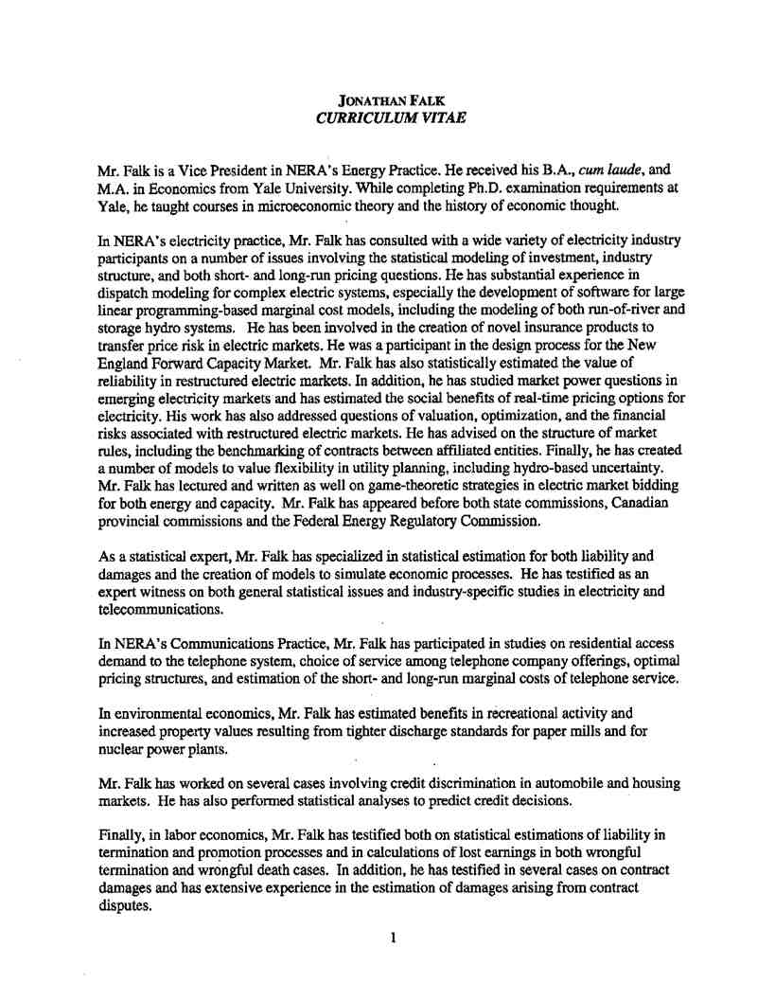 JONATHAN FALK
CURRICULUM VITAE
Mr. Falk is a Vice President in NERA's Energy Practice. He received his B.A., cum laude, and
M.A. in Economics from Yale University. While completing Ph.D. examination requirements at
Yale, he taught courses in microeconomic theory and the history of economic thought.
In NERA's electricity practice, Mr. Falk has consulted with a wide variety of electricity industry
participants on a number of issues involving the statistical modeling of investment, industry
structure, and both short- and long-run pricing questions. He has substantial experience in
dispatch modeling for complex electric systems, especially the development of software for large
linear programming-based marginal cost models, including the modeling of both run-of-river and
storage hydro systems. He has been involved in the creation of novel insurance products to
transfer price risk in electric markets. He was a participant in the design process for the New
England Forward Capacity Market. Mr. Falk has also statistically estimated the value of
reliability in restructured electric markets. In addition, he has studied market power questions in
emerging electricity markets and has estimated the social benefits of real-time pricing options for
electricity. His work has also addressed questions of valuation, optimization, and the financial
risks associated with restructured electric markets. He has advised on the structure of market
rules, including the benchmarking of contracts between affiliated entities. Finally, he has created
a number of models to value flexibility in utility planning, including hydro-based uncertainty.
Mr. Falk has lectured and written as well on game-theoretic strategies in electric market bidding
for both energy and capacity. Mr. Falk has appeared before both state commissions, Canadian
provincial commissions and the Federal Energy Regulatory Commission.
As a statistical expert, Mr. Falk has specialized in statistical estimation for both liability and
damages and the creation of models to simulate economic processes. He has testified as an
expert witness on both general statistical issues and industry-specific studies in electricity and
telecommunications.
In NERA's Communications Practice, Mr. Falk has participated in studies on residential access
demand to the telephone system, choice of service among telephone company offerings, optimal
pricing structures, and estimation of the short- and long-run marginal costs of telephone service.
In environmental economics, Mr. Falk has estimated benefits in recreational activity and
increased property values resulting from tighter discharge standards for paper mills and for
nuclear power plants.
Mr. Falk has worked on several cases involving credit discrimination in automobile and housing
markets. He has also performed statistical analyses to predict credit decisions.
Finally, in labor economics, Mr. Falk has testified both on statistical estimations of liability in
termination and promotion processes and in calculations of lost earnings in both wrongful
termination and wrongful death cases. In addition, he has testified in several cases on contract
damages and has extensive experience in the estimation of damages arising from contract
disputes.
1